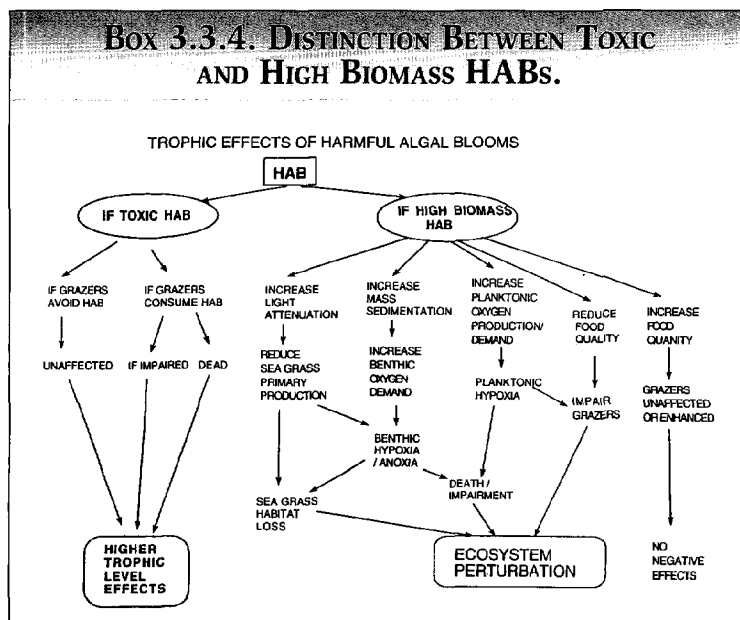 BOX 3.3.4. DISTINCTION BETWEEN TOXIC
AND HIGH BIOMASS HABS.
TROPHIC EFFECTS OF HARMFUL ALGAL BLOOMS
HAB
IF TOXIC HAB
IF HIGH BIOMASS
HAB
IF GRAZERS
AVOID HAB
IF GRAZERS
CONSUME HAB
INCREASE
LIGHT
ATTENUATION
INCREASE
MASS
SEDIMENTATION
INCREASE
PLANKTONIC
OXYGEN
PRODUCTION/
DEMAND
REDUCE
FOOD
QUALITY
INCREASE
FOOD
QUANITY
UNAFFECTED
IF IMPAIRED
DEAD
REDUCE
SEA GRASS
PRIMARY
PRODUCTION
INCREASE
BENTHIC
OXYGEN
DEMAND
PLANKTONIC
HYPOXIA
IMPAIR
GRAZERS
GRAZERS
UNAFFECTED
OR ENHANCED
BENTHIC
HYPOXIA
/ANOXIA
SEA GRASS
HABITAT
LOSS
DEATH/
IMPAIRMENT
HIGHER
TROPHIC
LEVEL
EFFECTS
ECOSYSTEM
PERTURBATION
NO
NEGATIVE
EFFECTS